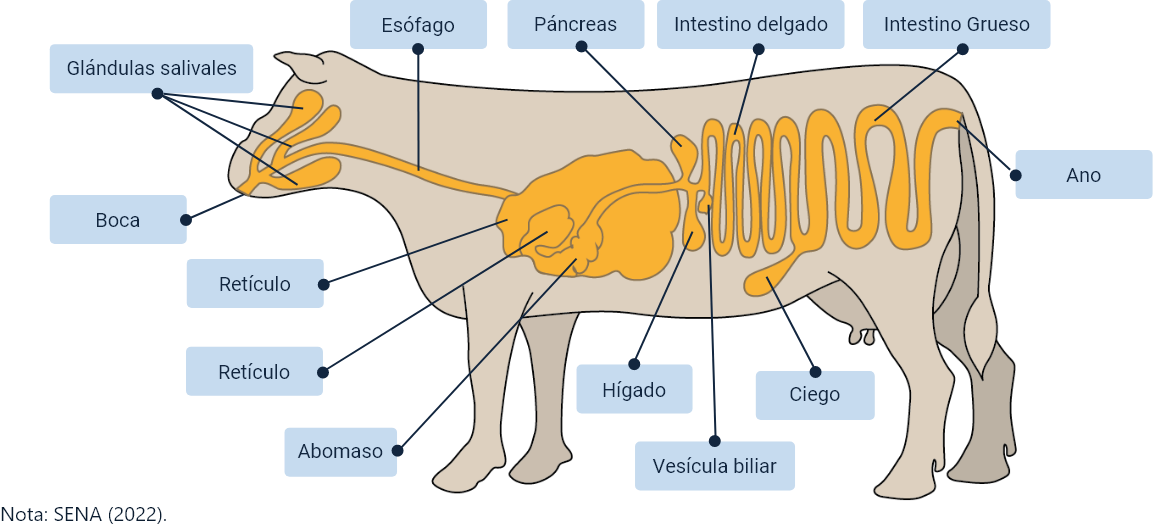 Esófago
Páncreas
Intestino delgado
Intestino Grueso
Glándulas salivales
Ano
Boca
Retículo
Retículo
Hígado
Ciego
Abomaso
Vesícula biliar
Nota: SENA (2022).